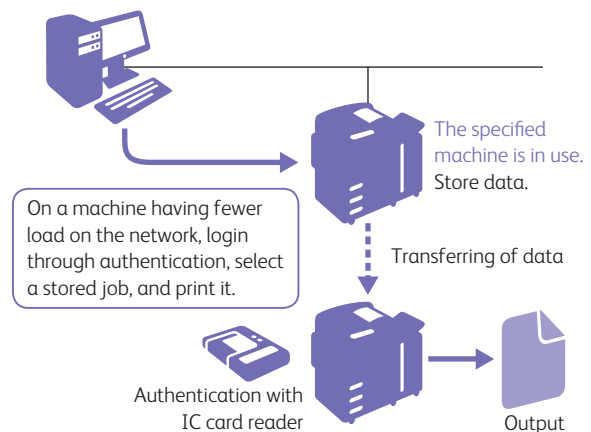 The specified
machine is in use.
Store data.
On a machine having fewer
load on the network, login
through authentication, select
a stored job, and print it.
Transferring of data
Authentication with
IC card reader
Output